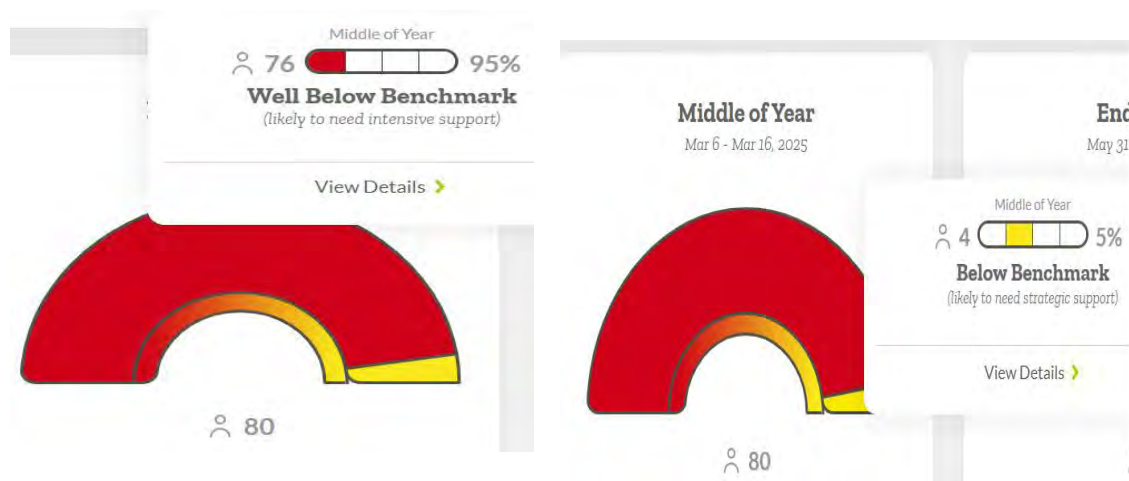 Middle of Year
76 95%
Well Below Benchmark
(likely to need intensive support)
View Details
80
Middle of Year
Mar 6 - Mar 16, 2025
End
May 31
Middle of Year
4 5%
Below Benchmark
(likely to need strategic support)
View Details
80